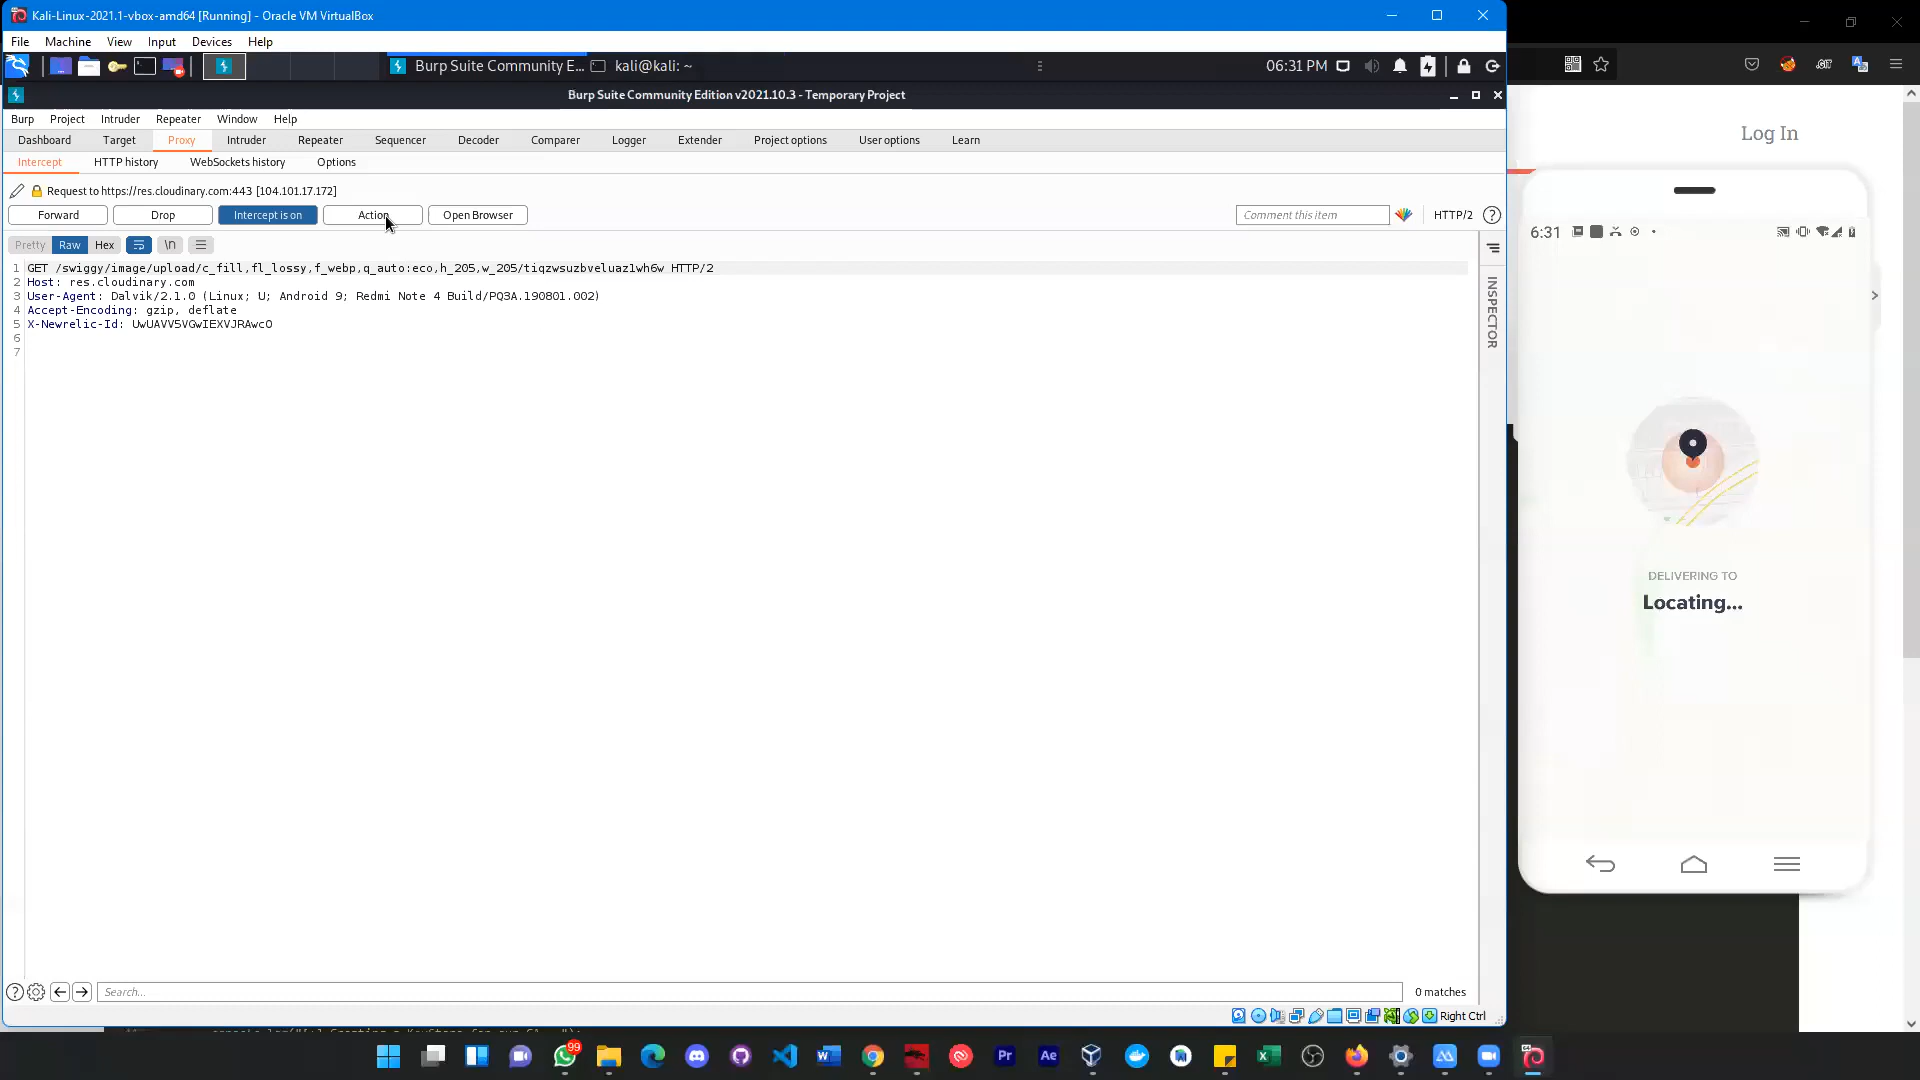 Kali-Linux-2021.1-vbox-amd64 [Running] - Oracle VM VirtualBox
File Machine View Input Devices Help
Burp Suite Community E... kali@kali: ~ 06:31 PM
Burp Suite Community Edition v2021.10.3 - Temporary Project
Burp Project Intruder Repeater Window Help
Dashboard Target Proxy Intruder Repeater Sequencer Decoder Comparer Logger Extender Project options User options Learn
Intercept HTTP history WebSockets history Options
Request to https://res.cloudinary.com:443 [104.101.17.172]
Forward Drop Intercept is on Action Open Browser Comment this item HTTP/2 ?
Pretty Raw Hex \n
1 GET /swiggy/image/upload/c_fill,fl_lossy,f_webp,q_auto:eco,h_205,w_205/tiqzwsuzbveluazlwh6w HTTP/2
2 Host: res.cloudinary.com
3 User-Agent: Dalvik/2.1.0 (Linux; U; Android 9; Redmi Note 4 Build/PQ3A.190801.002)
4 Accept-Encoding: gzip, deflate
5 X-Newrelic-Id: UwUAVV5VGwIEXVJRAwcO
6
7
INSPECTOR
? Search... 0 matches
Right Ctrl
Log In
6:31
DELIVERING TO
Locating...
99
Pr Ae